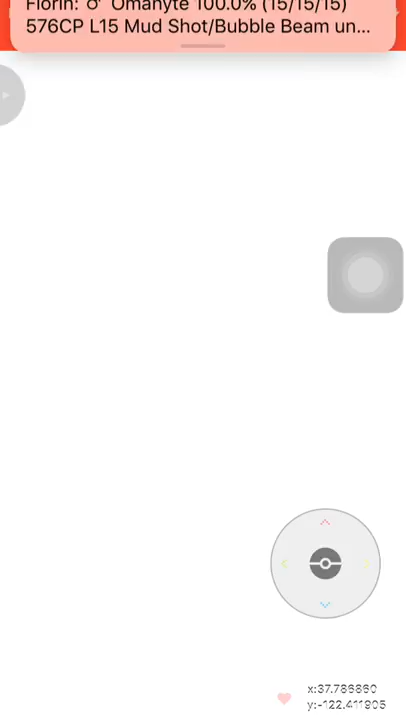 Florin: ♂ Omanyte 100.0% (15/15/15)
576CP L15 Mud Shot/Bubble Beam un...
x:37.786860
y:-122.411905